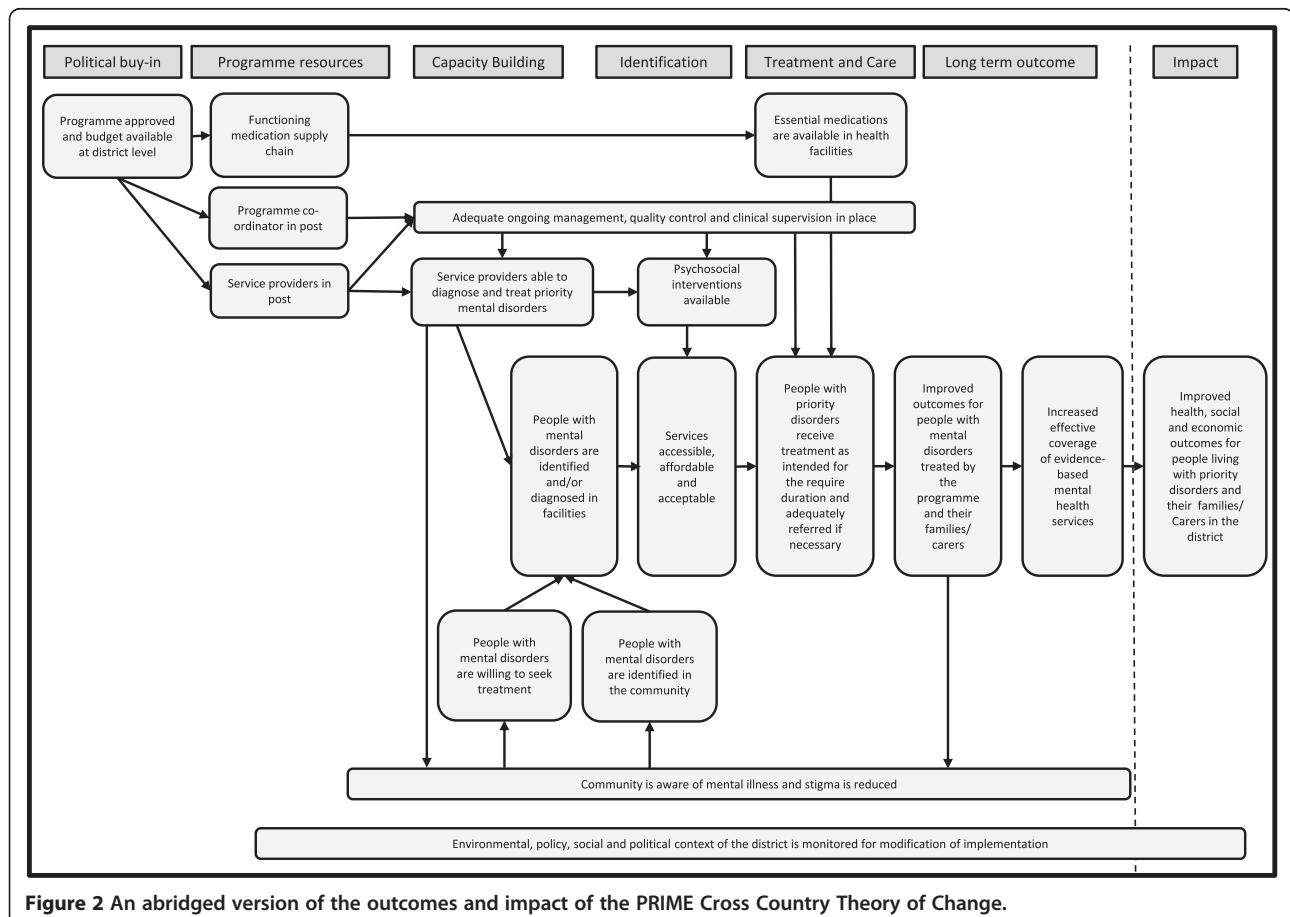 Political buy-in
Programme resources
Capacity Building
Identification
Treatment and Care
Long term outcome
Impact
Programme approved
and budget available
at district level
Functioning
medication supply
chain
Essential medications
are available in health
facilities
Programme co-
ordinator in post
Adequate ongoing management, quality control and clinical supervision in place
Service providers in
post
Service providers able to
diagnose and treat priority
mental disorders
Psychosocial
interventions
available
People with
mental
disorders are
identified
and/or
diagnosed in
facilities
Services
accessible,
affordable
and
acceptable
People with
priority
disorders
receive
treatment as
intended for
the require
duration and
adequately
referred if
necessary
Improved
outcomes for
people with
mental
disorders
treated by
the
programme
and their
families/
carers
Increased
effective
coverage
of evidence-
based
mental
health
services
Improved
health, social
and economic
outcomes for
people living
with priority
disorders and
their families/
Carers in the
district
People with
mental disorders
are willing to seek
treatment
People with
mental disorders
are identified in
the community
Community is aware of mental illness and stigma is reduced
Environmental, policy, social and political context of the district is monitored for modification of implementation
Figure 2 An abridged version of the outcomes and impact of the PRIME Cross Country Theory of Change.